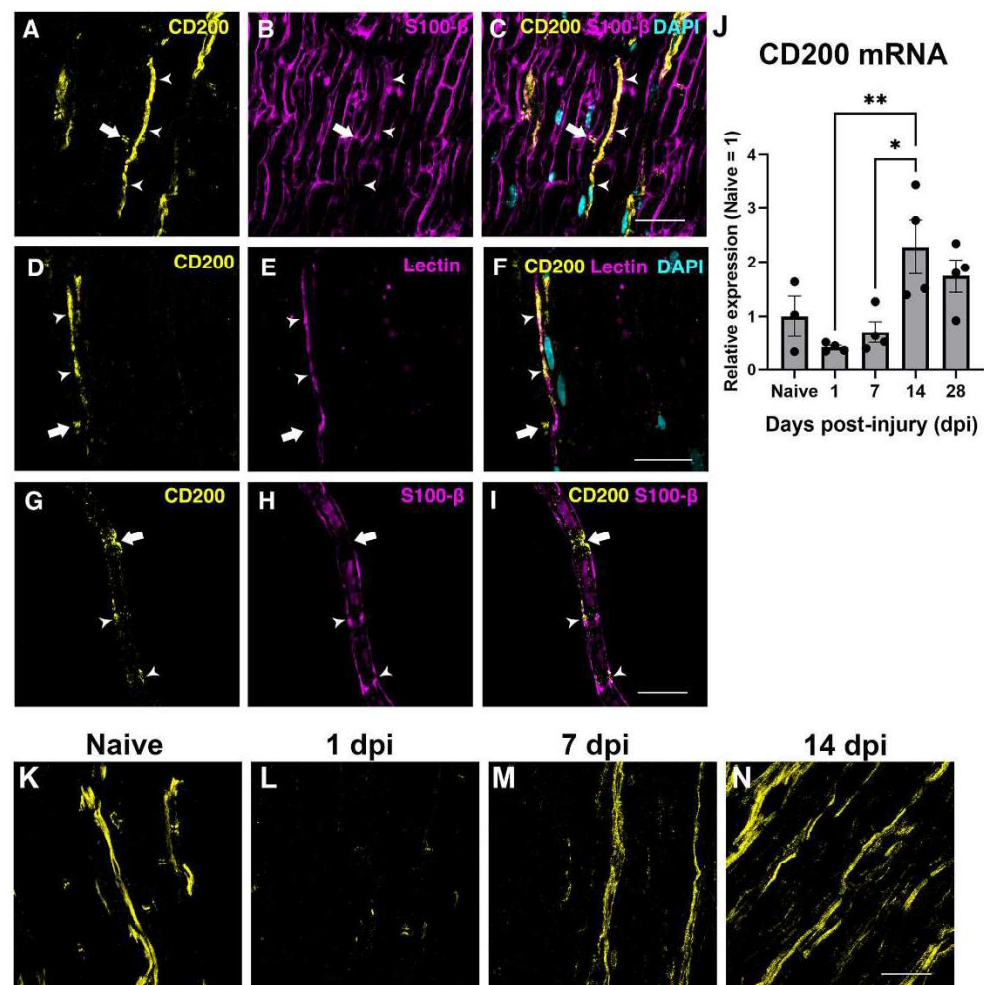 A CD200
B S100-β
C CD200 S100-β DAPI
J
CD200 mRNA
**
*
Relative expression (Naive = 1)
4
3
2
1
0
Naive 1 7 14 28
Days post-injury (dpi)
D CD200
E Lectin
F CD200 Lectin DAPI
G CD200
H S100-β
I CD200 S100-β
Naive
1 dpi
7 dpi
14 dpi
K
L
M
N